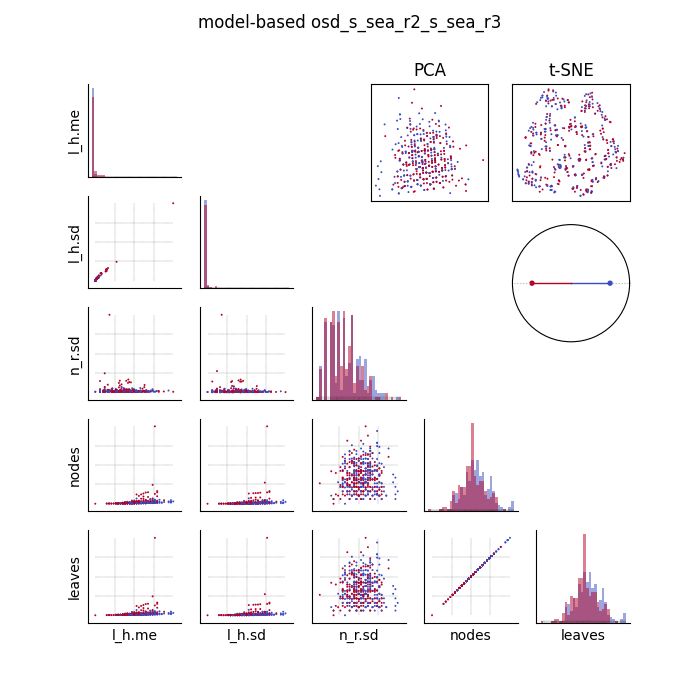 model-based osd_s_sea_r2_s_sea_r3
PCA
t-SNE
l_h.me
l_h.sd
n_r.sd
nodes
leaves
l_h.me
l_h.sd
n_r.sd
nodes
leaves